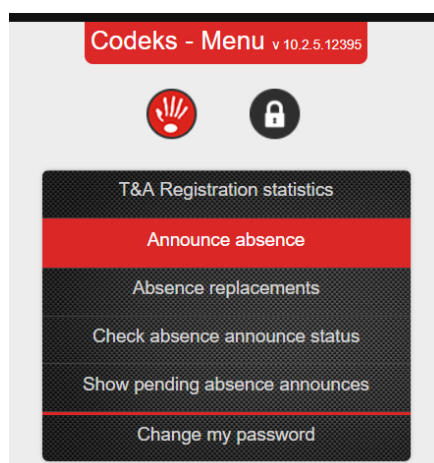 Codeks - Menu v 10.2.5.12395
T&A Registration statistics
Announce absence
Absence replacements
Check absence announce status
Show pending absence announces
Change my password